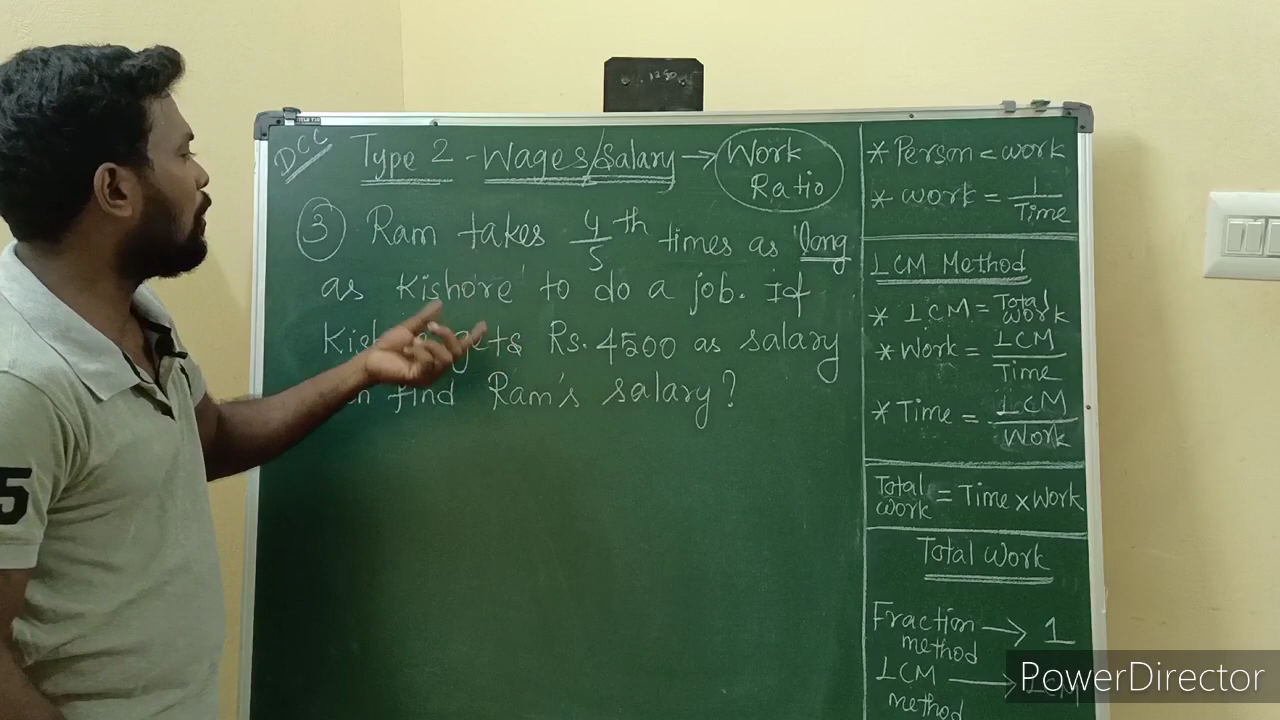 DCC
Type 2 - Wages/Salary → Work
Ratio
3 Ram takes 4/5 th times as long
as Kishore to do a job. If
gets Rs. 4500 as salary
find Ram's salary?
* Person < work
* work = 1/Time
LCM Method
* LCM = Total work
* Work = LCM/Time
* Time = LCM/Work
Total work = Time x Work
Total Work
Fraction method → 1
LCM method →
PowerDirector
5